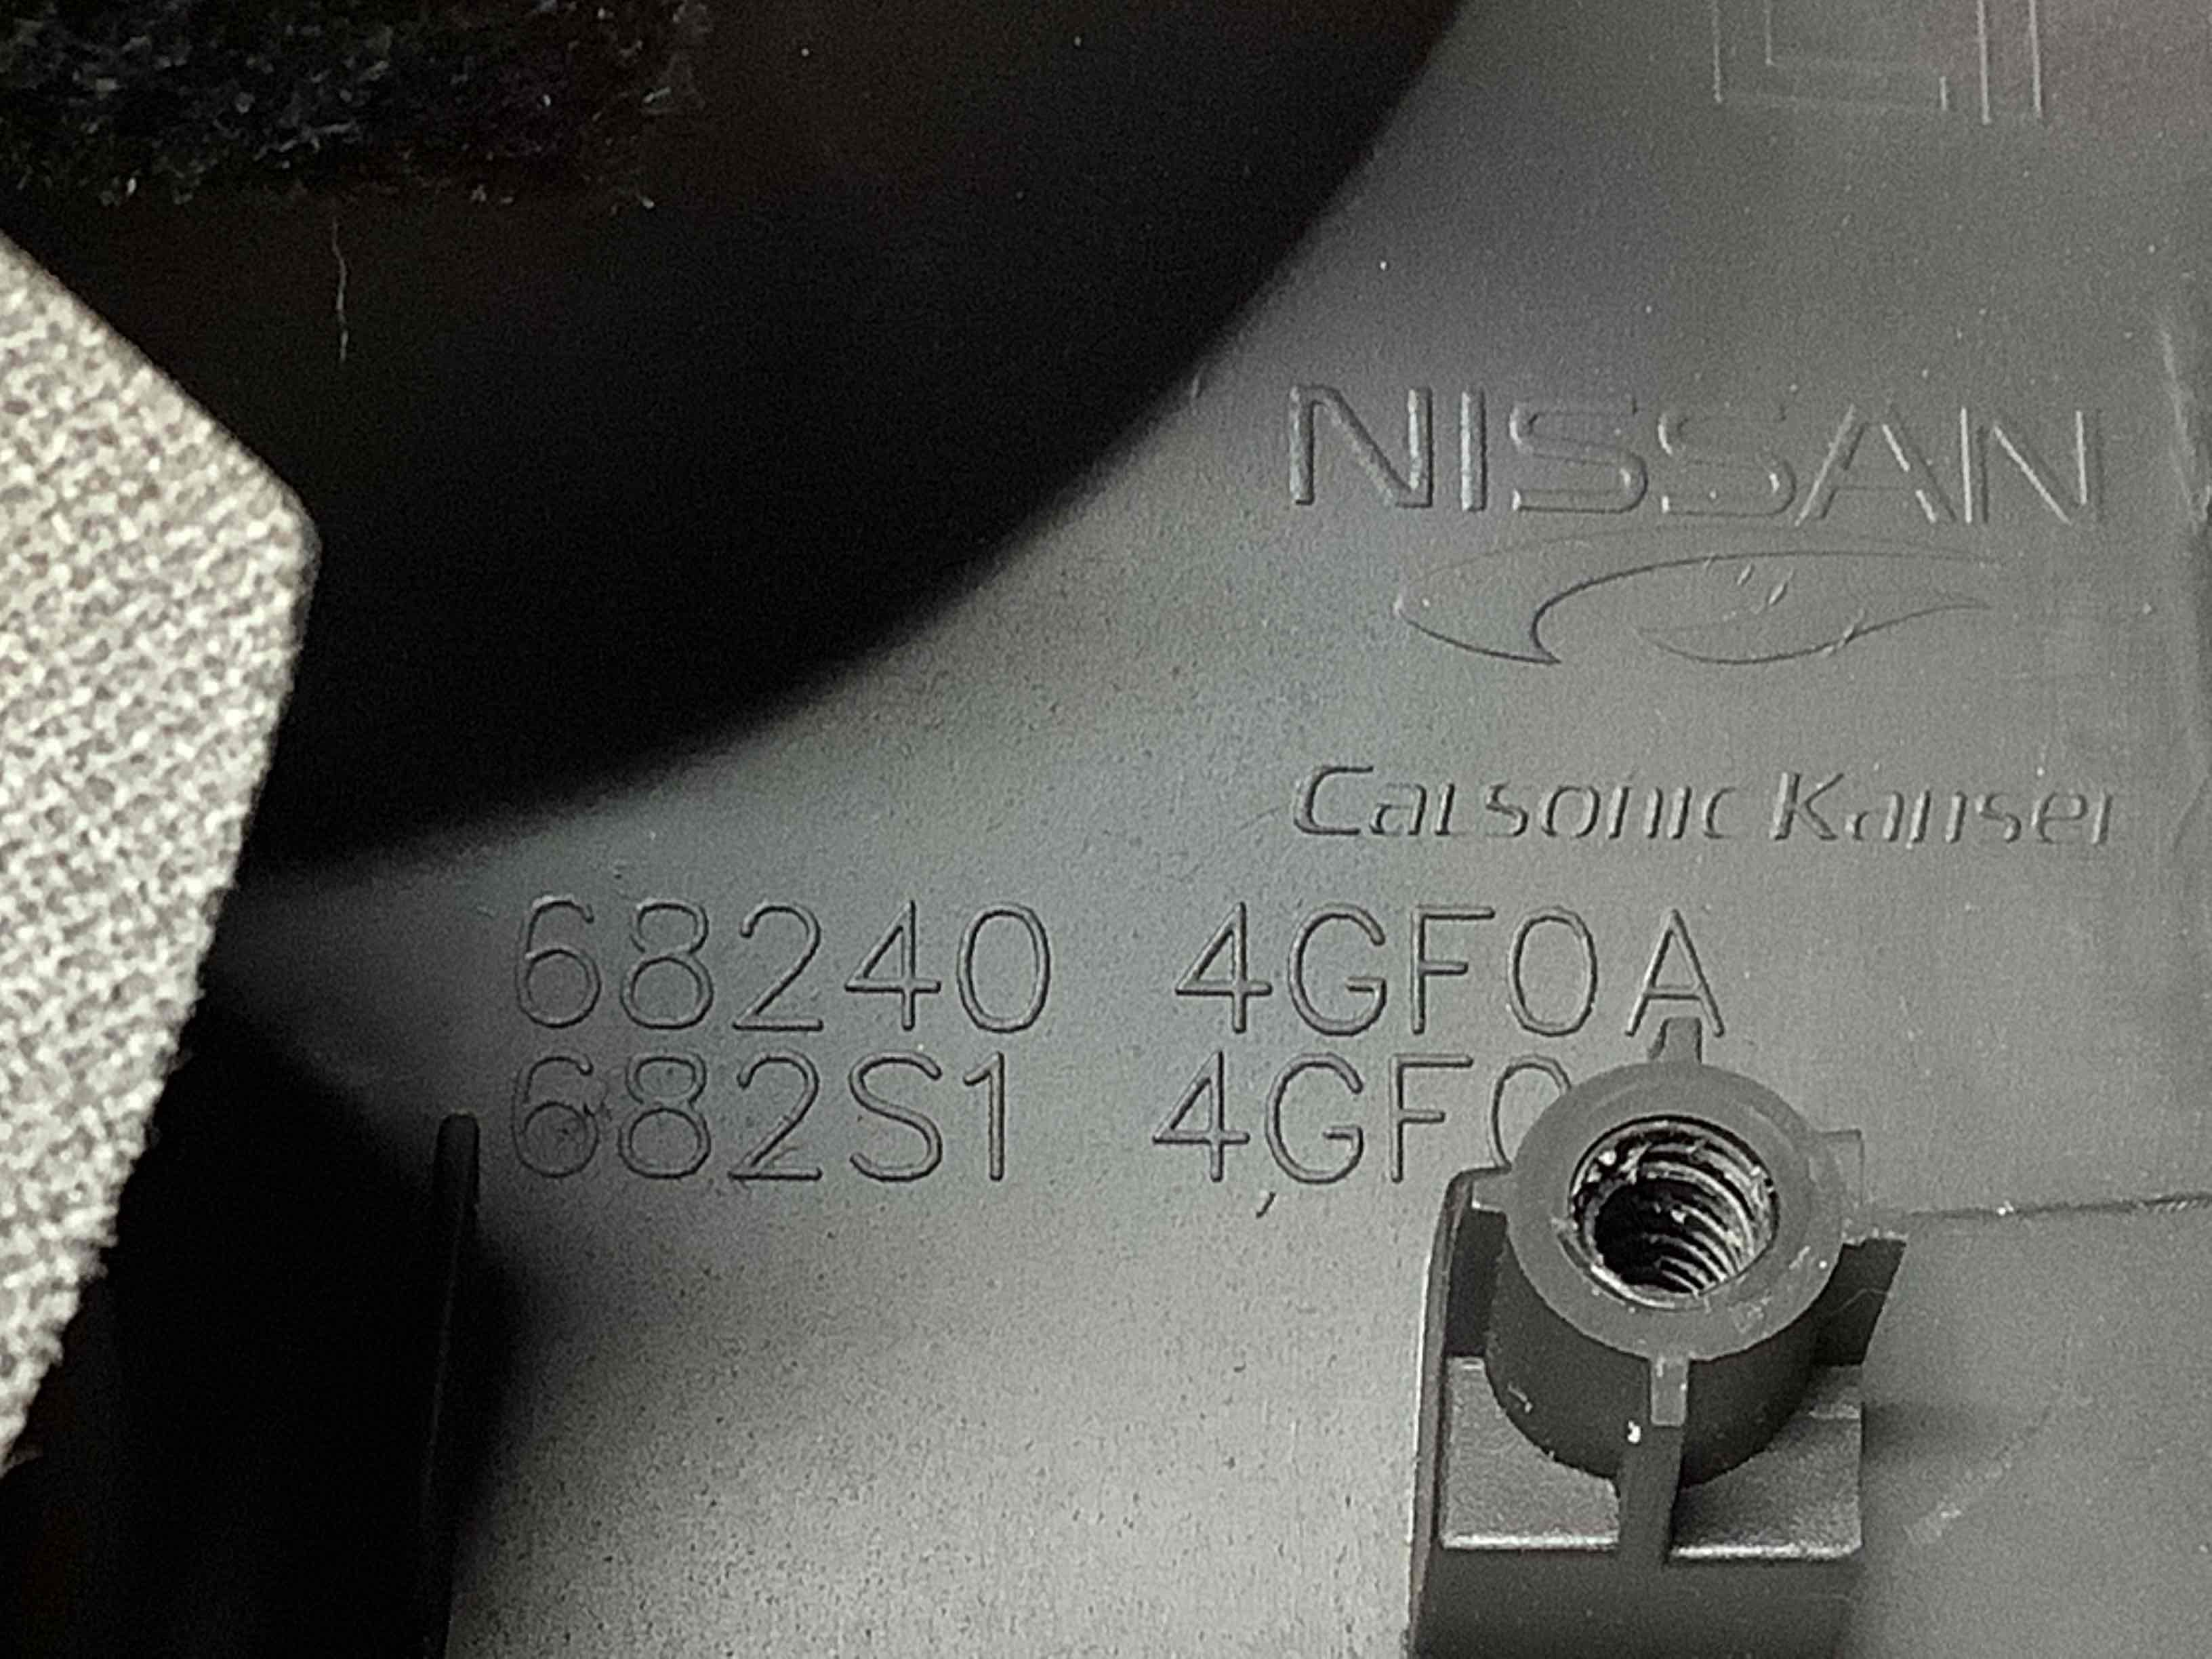 NISSAN
Calsonic Kansei
68240 4GF0A
682S1 4GF0